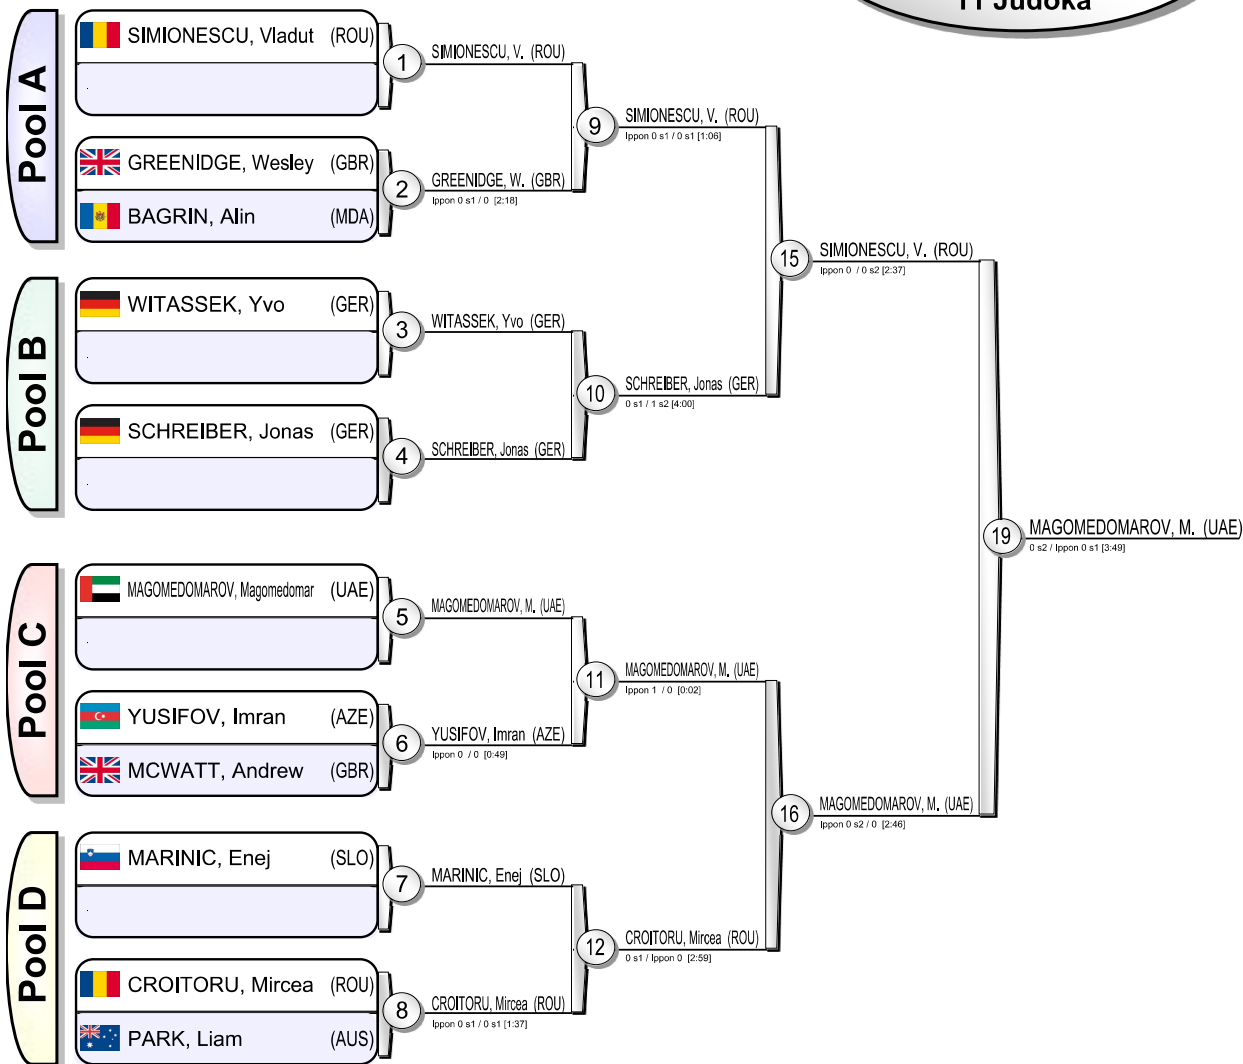 11 Judoka
Pool A
SIMIONESCU, Vladut (ROU)
.
GREENIDGE, Wesley (GBR)
BAGRIN, Alin (MDA)
Pool B
WITASSEK, Yvo (GER)
.
SCHREIBER, Jonas (GER)
.
Pool C
MAGOMEDOMAROV, Magomedomar (UAE)
.
YUSIFOV, Imran (AZE)
MCWATT, Andrew (GBR)
Pool D
MARINIC, Enej (SLO)
.
CROITORU, Mircea (ROU)
PARK, Liam (AUS)
1
SIMIONESCU, V. (ROU)
2
GREENIDGE, W. (GBR)
Ippon 0 s1 / 0 [2:18]
3
WITASSEK, Yvo (GER)
4
SCHREIBER, Jonas (GER)
5
MAGOMEDOMAROV, M. (UAE)
6
YUSIFOV, Imran (AZE)
Ippon 0 / 0 [0:49]
7
MARINIC, Enej (SLO)
8
CROITORU, Mircea (ROU)
Ippon 0 s1 / 0 s1 [1:37]
9
SIMIONESCU, V. (ROU)
Ippon 0 s1 / 0 s1 [1:06]
10
SCHREIBER, Jonas (GER)
0 s1 / 1 s2 [4:00]
11
MAGOMEDOMAROV, M. (UAE)
Ippon 1 / 0 [0:02]
12
CROITORU, Mircea (ROU)
0 s1 / Ippon 0 [2:59]
15
SIMIONESCU, V. (ROU)
Ippon 0 / 0 s2 [2:37]
16
MAGOMEDOMAROV, M. (UAE)
Ippon 0 s2 / 0 [2:46]
19
MAGOMEDOMAROV, M. (UAE)
0 s2 / Ippon 0 s1 [3:49]